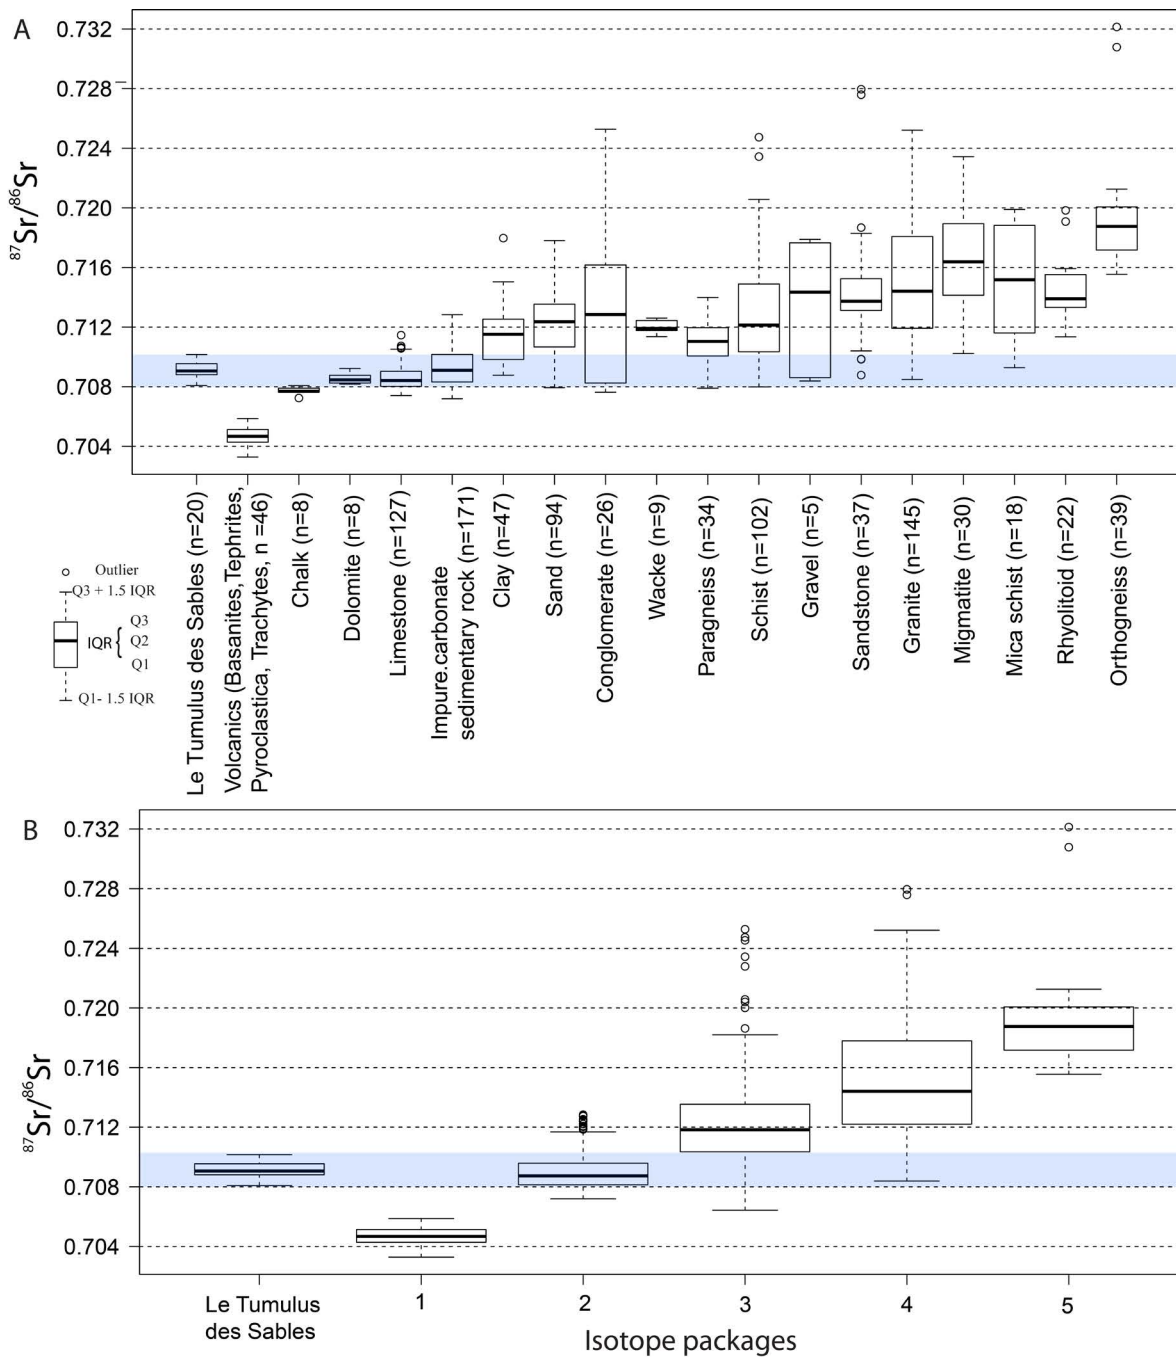 A
0.732
0.728
0.724
0.720
0.716
0.712
0.708
0.704
87Sr/86Sr
Le Tumulus des Sables (n=20)
Volcanics (Basanites,Tephrites,
Pyroclastica, Trachytes, n =46)
Chalk (n=8)
Dolomite (n=8)
Limestone (n=127)
Impure.carbonate
sedimentary rock (n=171)
Clay (n=47)
Sand (n=94)
Conglomerate (n=26)
Wacke (n=9)
Paragneiss (n=34)
Schist (n=102)
Gravel (n=5)
Sandstone (n=37)
Granite (n=145)
Migmatite (n=30)
Mica schist (n=18)
Rhyolitoid (n=22)
Orthogneiss (n=39)
Outlier
Q3 + 1.5 IQR
Q3
IQR { Q2
Q1
Q1- 1.5 IQR
B
0.732
0.728
0.724
0.720
0.716
0.712
0.708
0.704
87Sr/86Sr
Le Tumulus
des Sables
1 2 3 4 5
Isotope packages